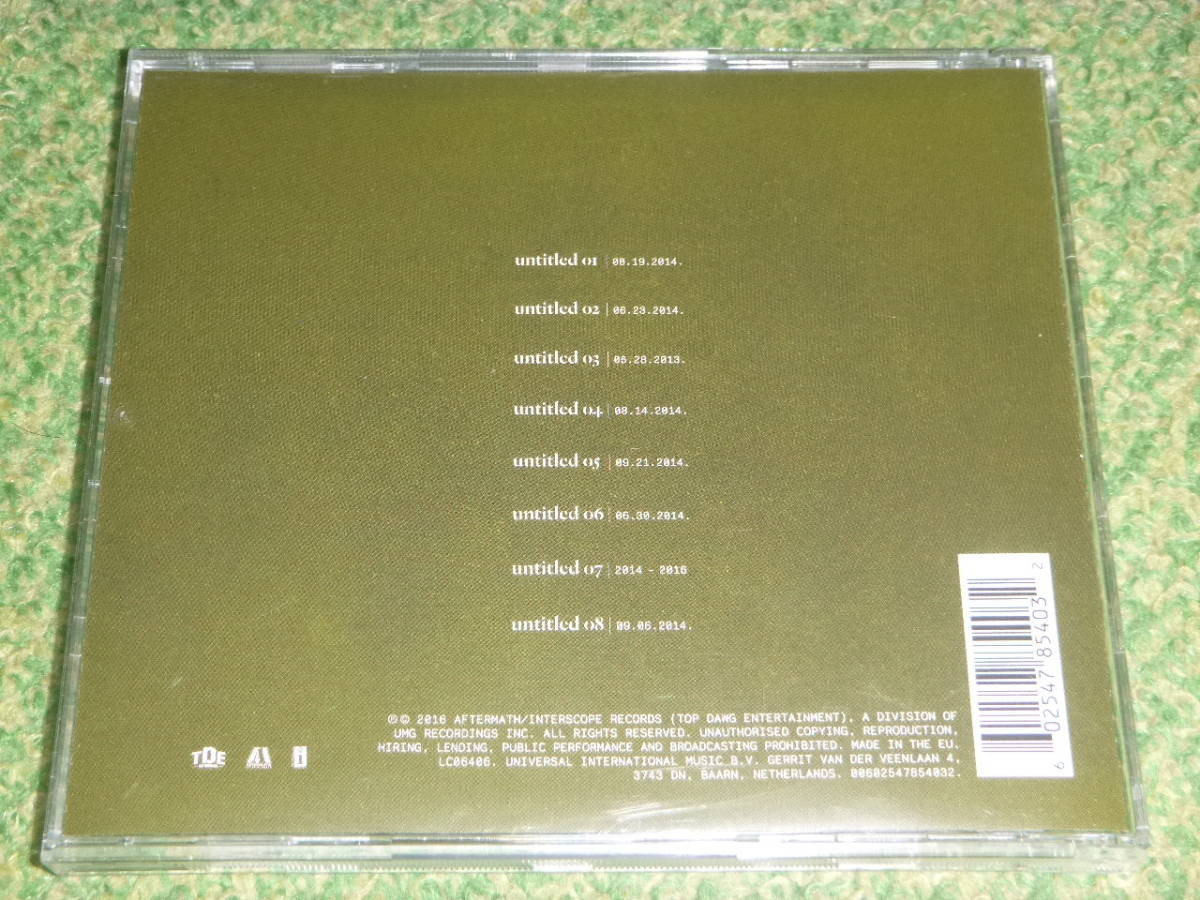 untitled 01 | 08.19.2014.
untitled 02 | 06.23.2014.
untitled 03 | 05.28.2013.
untitled 04 | 08.14.2014.
untitled 05 | 09.21.2014.
untitled 06 | 06.30.2014.
untitled 07 | 2014 - 2016
untitled 08 | 09.06.2014.
℗© 2016 AFTERMATH/INTERSCOPE RECORDS (TOP DAWG ENTERTAINMENT), A DIVISION OF
UMG RECORDINGS INC. ALL RIGHTS RESERVED. UNAUTHORISED COPYING, REPRODUCTION,
HIRING, LENDING, PUBLIC PERFORMANCE AND BROADCASTING PROHIBITED. MADE IN THE EU.
LC06406. UNIVERSAL INTERNATIONAL MUSIC B.V. GERRIT VAN DER VEENLAAN 4,
3743 DN, BAARN, NETHERLANDS. 00602547854032.
TDE
i
6 02547 85403 2